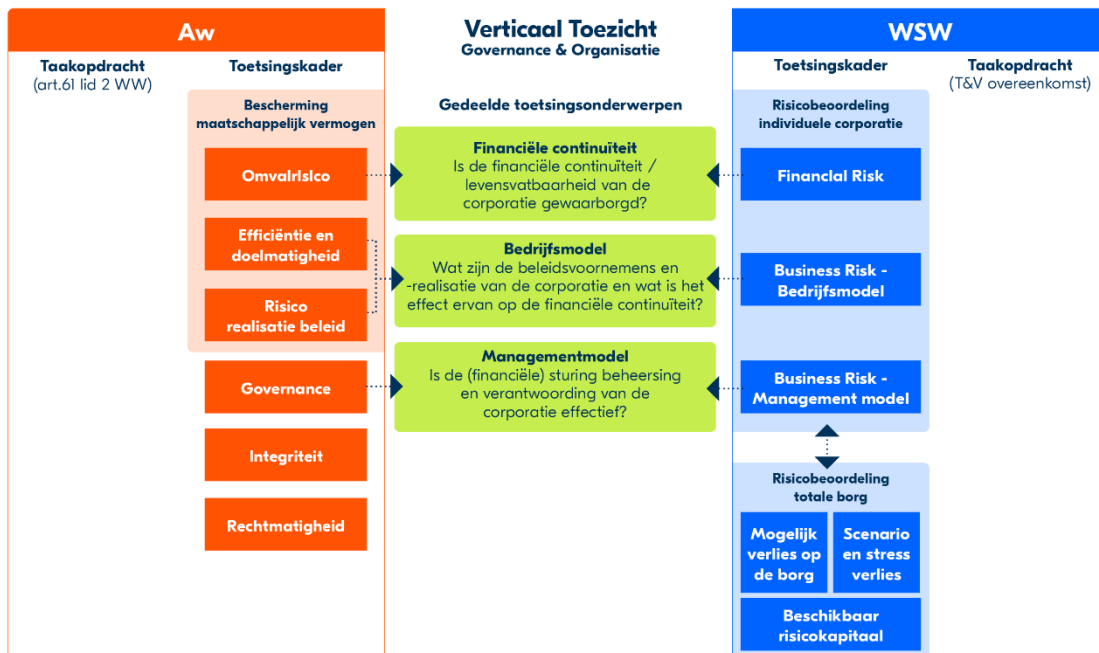 Aw
Taakopdracht
(art.61 lid 2 WW)
Toetsingskader
Bescherming
maatschappelijk vermogen
OmvalrIsIco
Efficiëntie en
doelmatigheid
Risico
realisatie beleid
Governance
Integriteit
Rechtmatigheid
Verticaal Toezicht
Governance & Organisatie
Gedeelde toetsingsonderwerpen
Financiële continuïteit
Is de financiële continuïteit /
levensvatbaarheid van de
corporatie gewaarborgd?
Bedrijfsmodel
Wat zijn de beleidsvoornemens en
-realisatie van de corporatie en wat is het
effect ervan op de financiële continuïteit?
Managementmodel
Is de (financiële) sturing beheersing
en verantwoording van de
corporatie effectief?
WSW
Toetsingskader
Taakopdracht
(T&V overeenkomst)
Risicobeoordeling
individuele corporatie
FinancIal Risk
Business Risk -
Bedrijfsmodel
Business Risk -
Management model
Risicobeoordeling
totale borg
Mogelijk
verlies op
de borg
Scenario
en stress
verlies
Beschikbaar
risicokapitaal